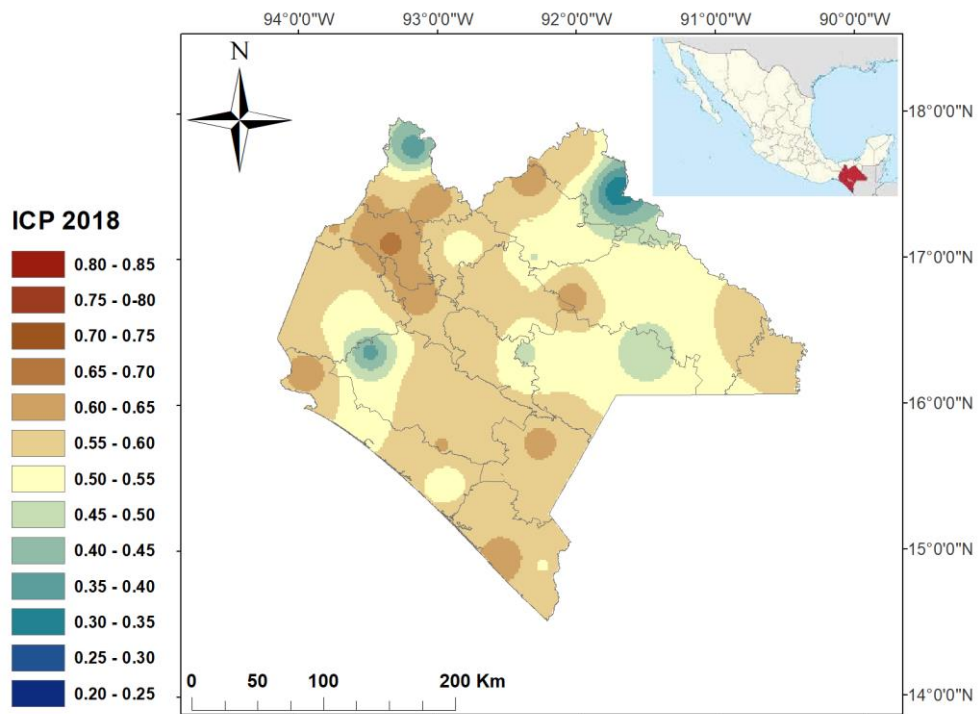 94°0'0"W 93°0'0"W 92°0'0"W 91°0'0"W 90°0'0"W
N
18°0'0"N
17°0'0"N
16°0'0"N
15°0'0"N
14°0'0"N
ICP 2018
0.80 - 0.85
0.75 - 0-80
0.70 - 0.75
0.65 - 0.70
0.60 - 0.65
0.55 - 0.60
0.50 - 0.55
0.45 - 0.50
0.40 - 0.45
0.35 - 0.40
0.30 - 0.35
0.25 - 0.30
0.20 - 0.25
0 50 100 200 Km